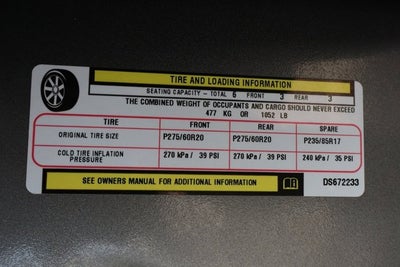 TIRE AND LOADING INFORMATION
SEATING CAPACITY - TOTAL 6 FRONT 3 REAR 3
THE COMBINED WEIGHT OF OCCUPANTS AND CARGO SHOULD NEVER EXCEED
477 KG OR 1052 LB
TIRE FRONT REAR SPARE
ORIGINAL TIRE SIZE P275/60R20 P275/60R20 P235/85R17
COLD TIRE INFLATION PRESSURE 270 kPa / 39 PSI 270 kPa / 39 PSI 240 kPa / 35 PSI
SEE OWNERS MANUAL FOR ADDITIONAL INFORMATION DS672233